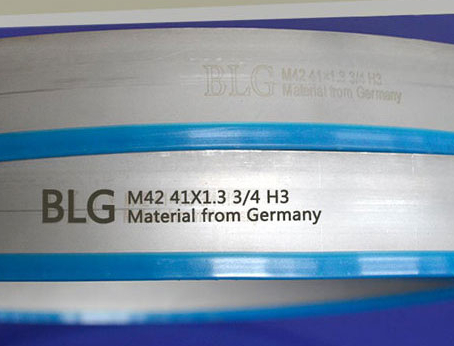 BLG M42 41X1.3 3/4 H3
Material from Germany
BLG M42 41X1.3 3/4 H3
Material from Germany